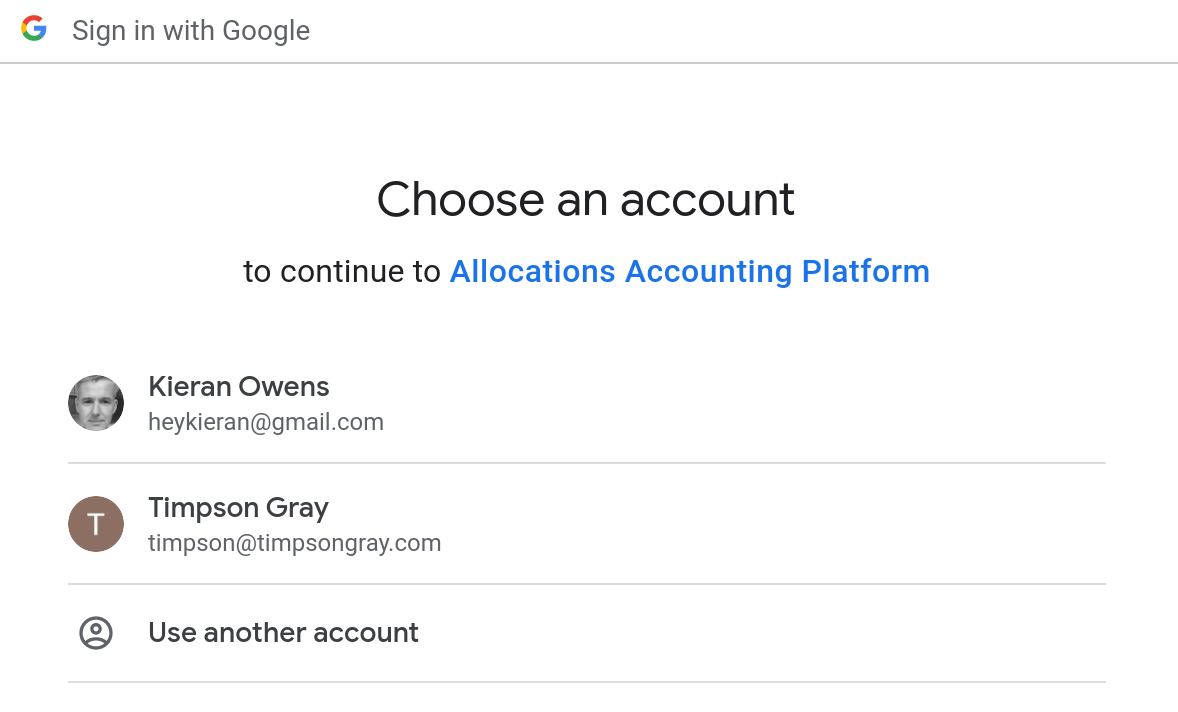 Sign in with Google
Choose an account
to continue to Allocations Accounting Platform
Kieran Owens
heykieran@gmail.com
T
Timpson Gray
timpson@timpsongray.com
Use another account